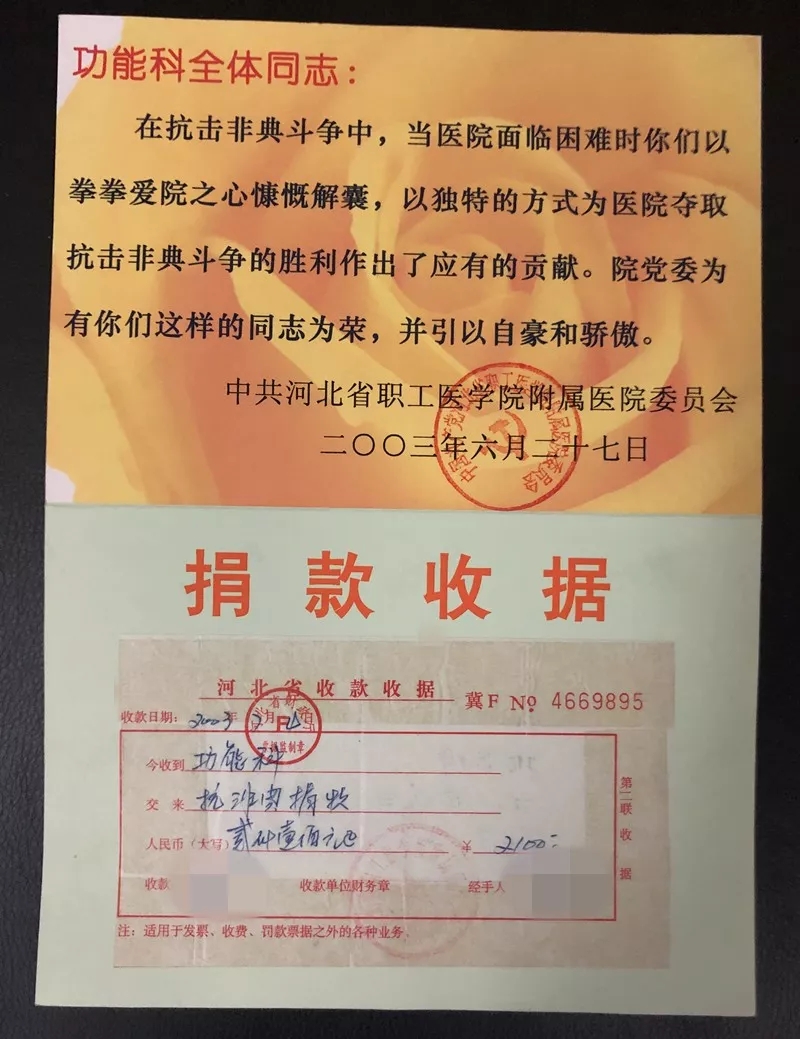 功能科全体同志：
在抗击非典斗争中，当医院面临困难时你们以
拳拳爱院之心慷慨解囊，以独特的方式为医院夺取
抗击非典斗争的胜利作出了应有的贡献。院党委为
有你们这样的同志为荣，并引以自豪和骄傲。
中共河北省职工医学院附属医院委员会
二〇〇三年六月二十七日
捐款收据
河北省收款收据 冀F № 4669895
收款日期： 2003年 月 日
今收到 功能科
交来 抗非典捐款
人民币（大写） 贰仟壹佰元 ¥ 2100
收款 收款单位财务章 经手人
第二联收据
注：适用于发票、收费、罚款票据之外的各种业务